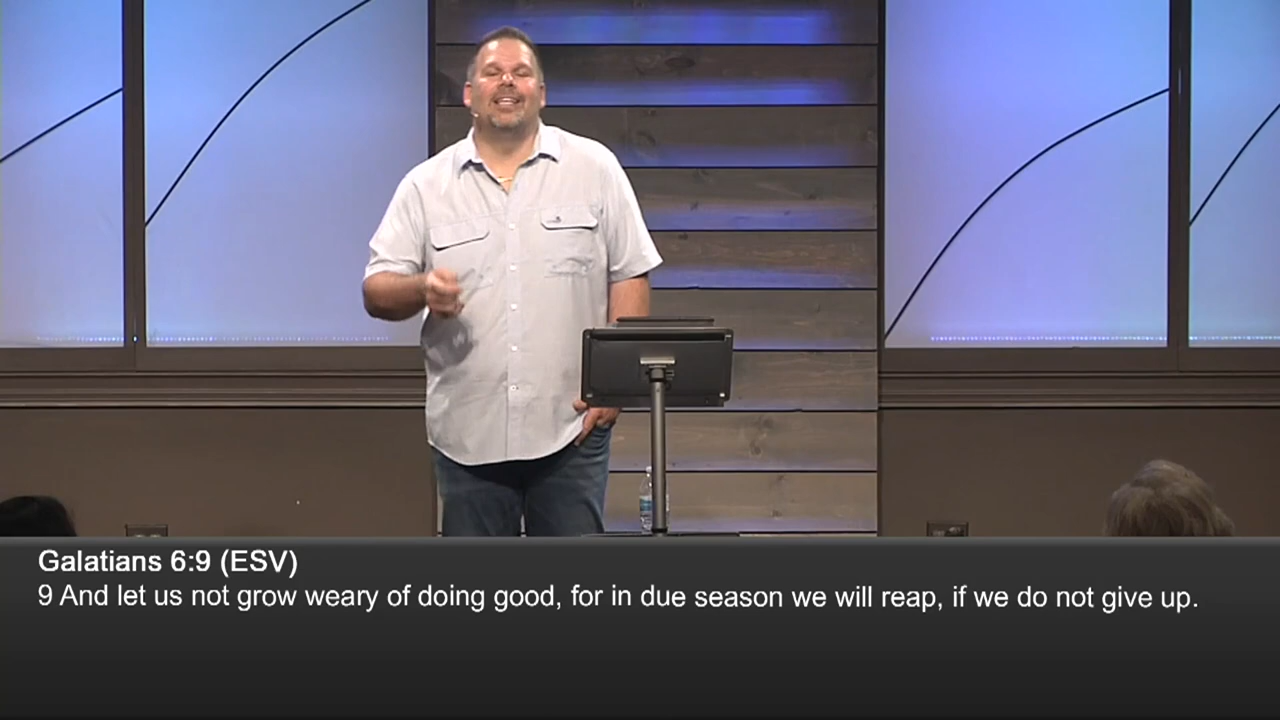 Galatians 6:9 (ESV)
9 And let us not grow weary of doing good, for in due season we will reap, if we do not give up.